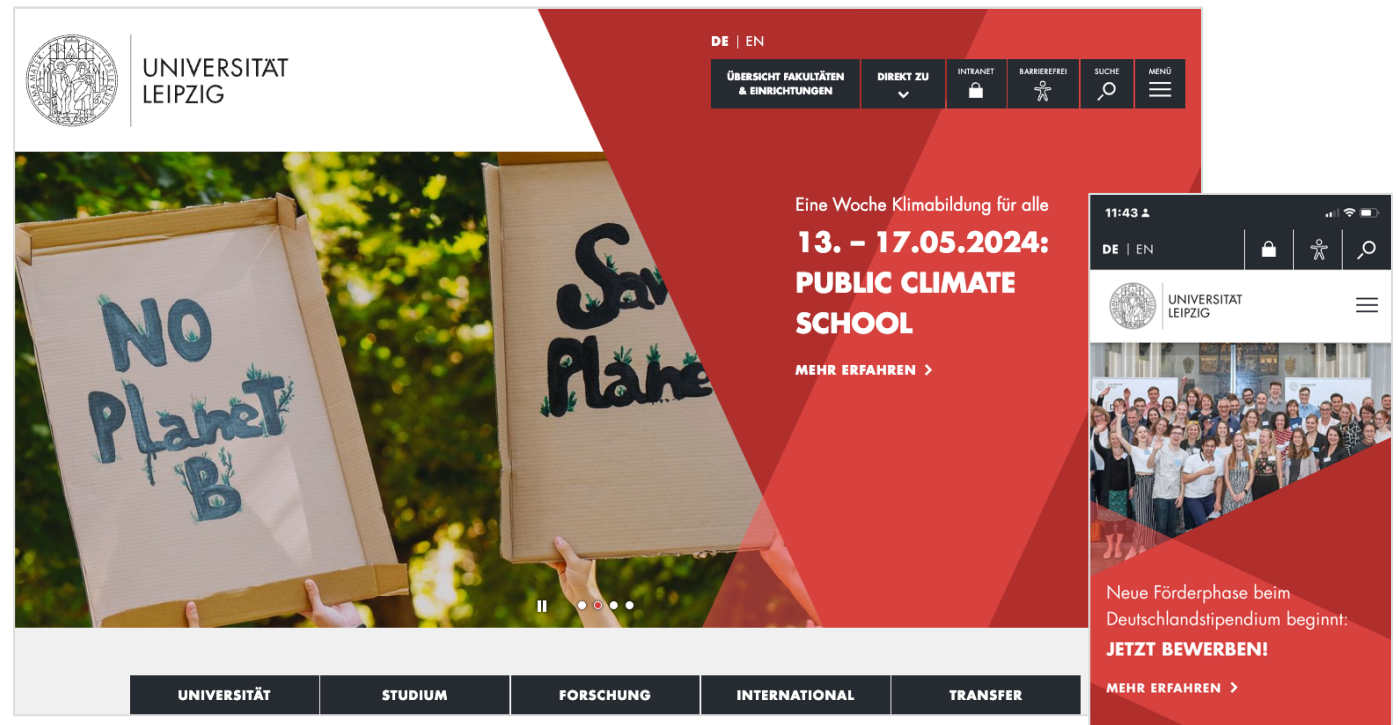 UNIVERSITÄT
LEIPZIG
DE | EN
ÜBERSICHT FAKULTÄTEN
& EINRICHTUNGEN
DIREKT ZU
INTRANET
BARRIEREFREI
SUCHE
MENÜ
NO
PLaneT
B
Sav
Plane
Eine Woche Klimabildung für alle
13. – 17.05.2024:
PUBLIC CLIMATE
SCHOOL
MEHR ERFAHREN
UNIVERSITÄT
STUDIUM
FORSCHUNG
INTERNATIONAL
TRANSFER
11:43
DE | EN
UNIVERSITÄT
LEIPZIG
Neue Förderphase beim
Deutschlandstipendium beginnt:
JETZT BEWERBEN!
MEHR ERFAHREN